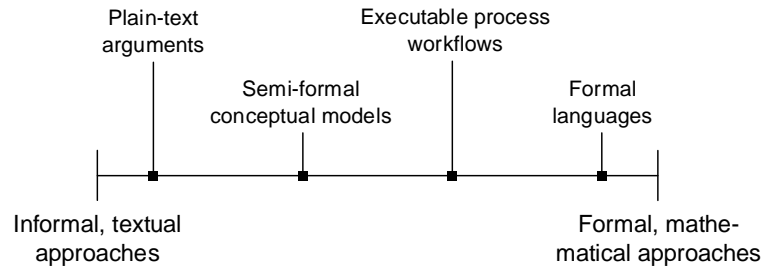 Plain-text
arguments
Executable process
workflows
Semi-formal
conceptual models
Formal
languages
Informal, textual
approaches
Formal, mathe-
matical approaches